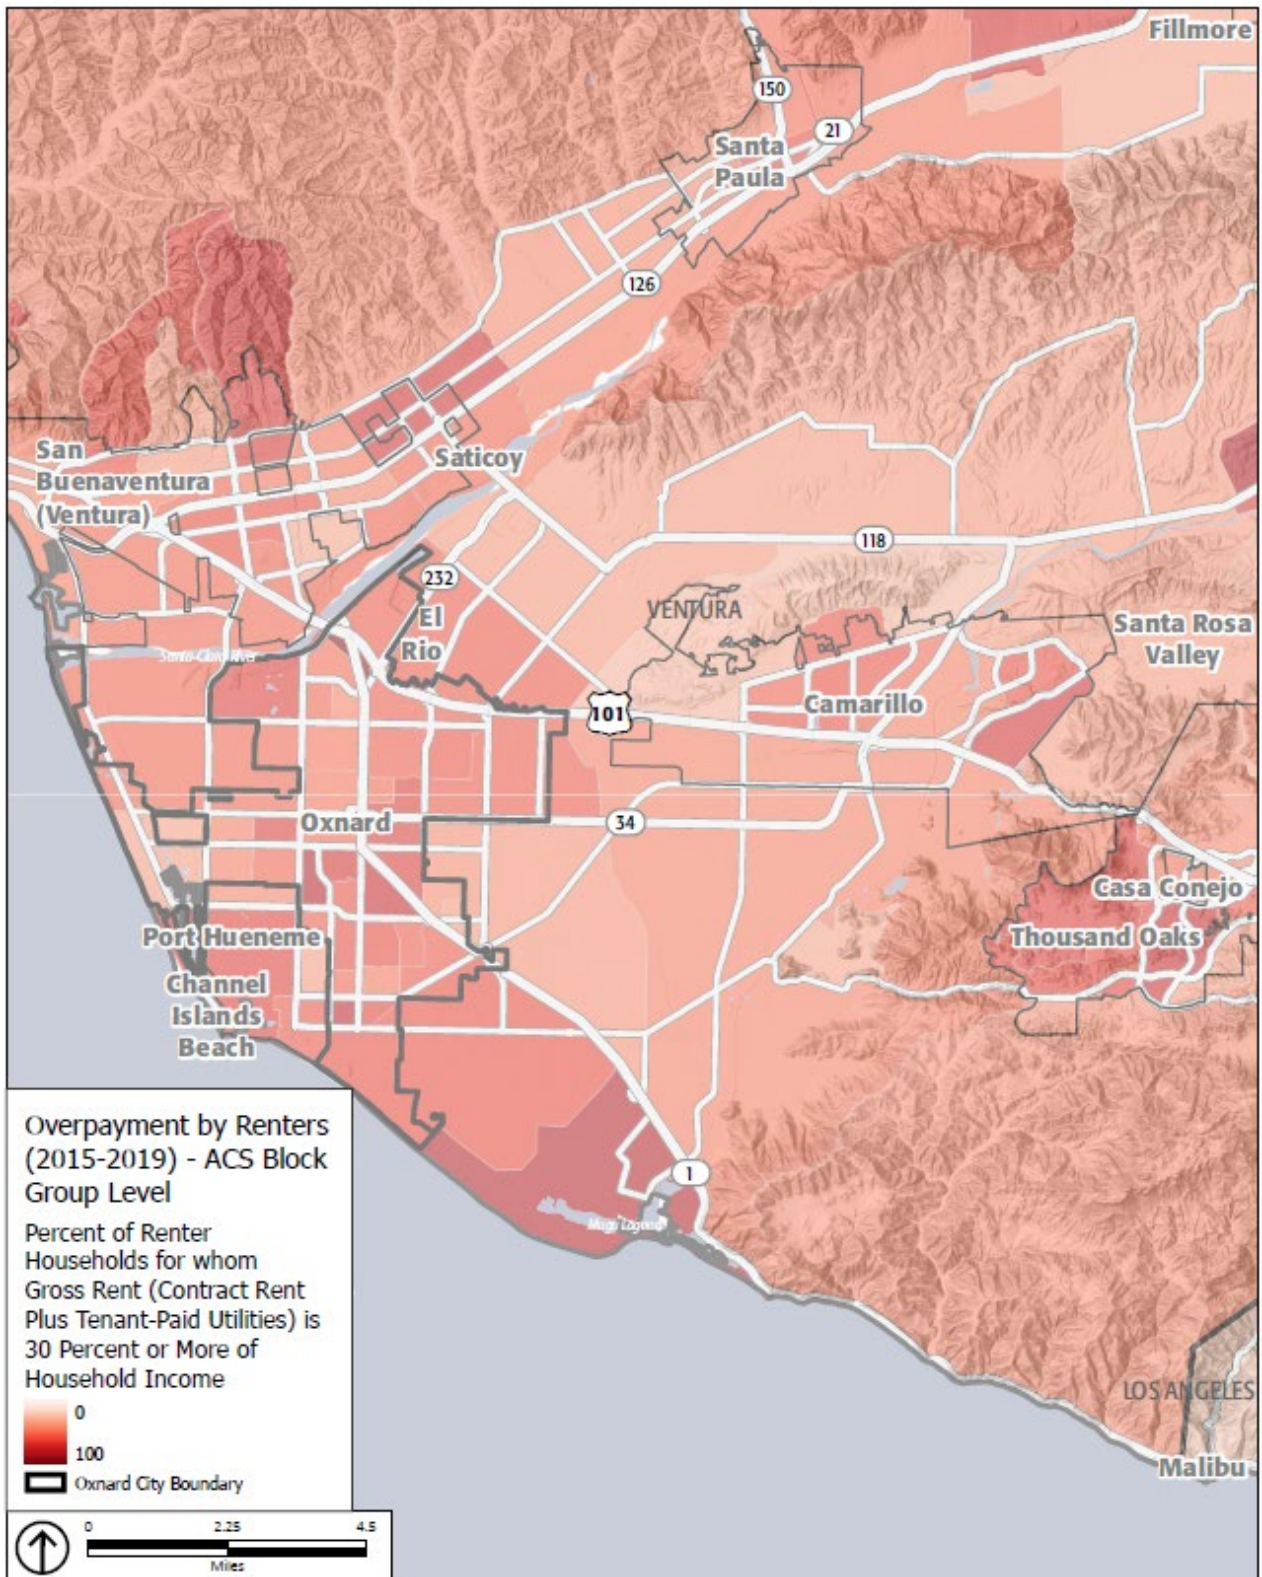 Fillmore
150
21
Santa
Paula
126
San
Buenaventura
(Ventura)
Saticoy
118
232
VENTURA
El
Rio
Santa Rosa
Valley
Santa Clara River
Camarillo
101
Oxnard
34
Casa Conejo
Thousand Oaks
Port Hueneme
Channel
Islands
Beach
1
Mugu Lagoon
LOS ANGELES
Malibu
Overpayment by Renters
(2015-2019) - ACS Block
Group Level
Percent of Renter
Households for whom
Gross Rent (Contract Rent
Plus Tenant-Paid Utilities) is
30 Percent or More of
Household Income
0
100
Oxnard City Boundary
0 2.25 4.5
Miles